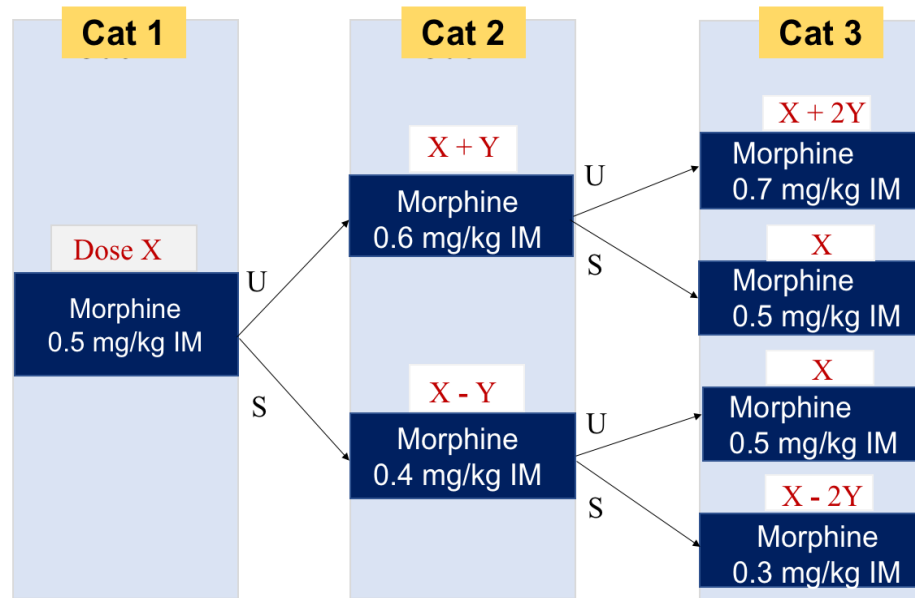 Cat 1
Cat 2
Cat 3
Dose X
Morphine
0.5 mg/kg IM
U
S
X + Y
Morphine
0.6 mg/kg IM
X - Y
Morphine
0.4 mg/kg IM
U
S
U
S
X + 2Y
Morphine
0.7 mg/kg IM
X
Morphine
0.5 mg/kg IM
X
Morphine
0.5 mg/kg IM
X - 2Y
Morphine
0.3 mg/kg IM